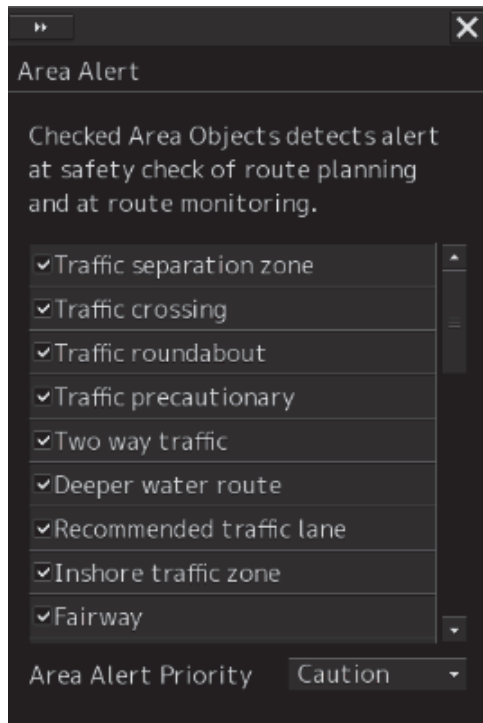 Area Alert
Checked Area Objects detects alert
at safety check of route planning
and at route monitoring.
Traffic separation zone
Traffic crossing
Traffic roundabout
Traffic precautionary
Two way traffic
Deeper water route
Recommended traffic lane
Inshore traffic zone
Fairway
Area Alert Priority Caution